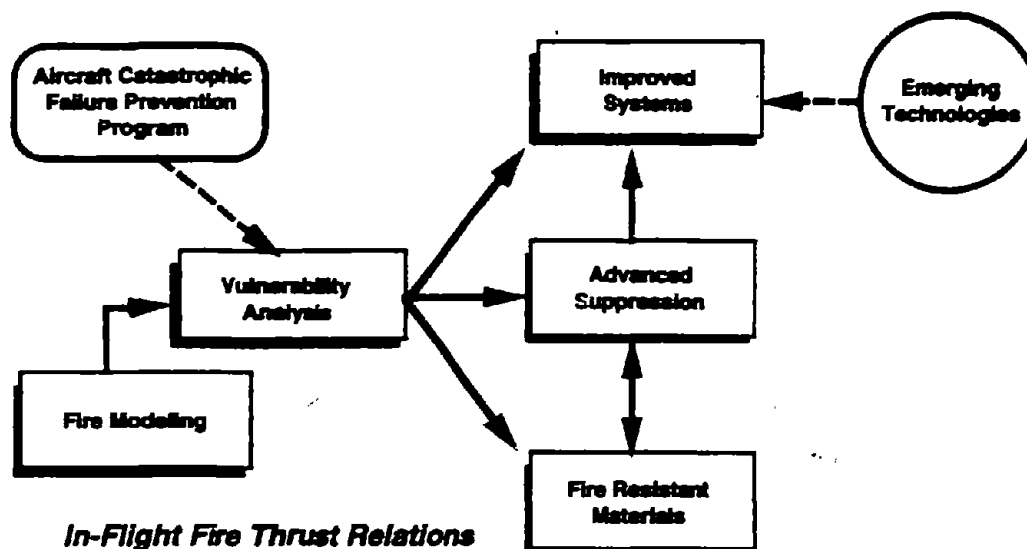 Aircraft Catastrophic
Failure Prevention
Program
Improved
Systems
Emerging
Technologies
Vulnerability
Analysis
Advanced
Suppression
Fire Modelling
Fire Resistant
Materials
In-Flight Fire Thrust Relations